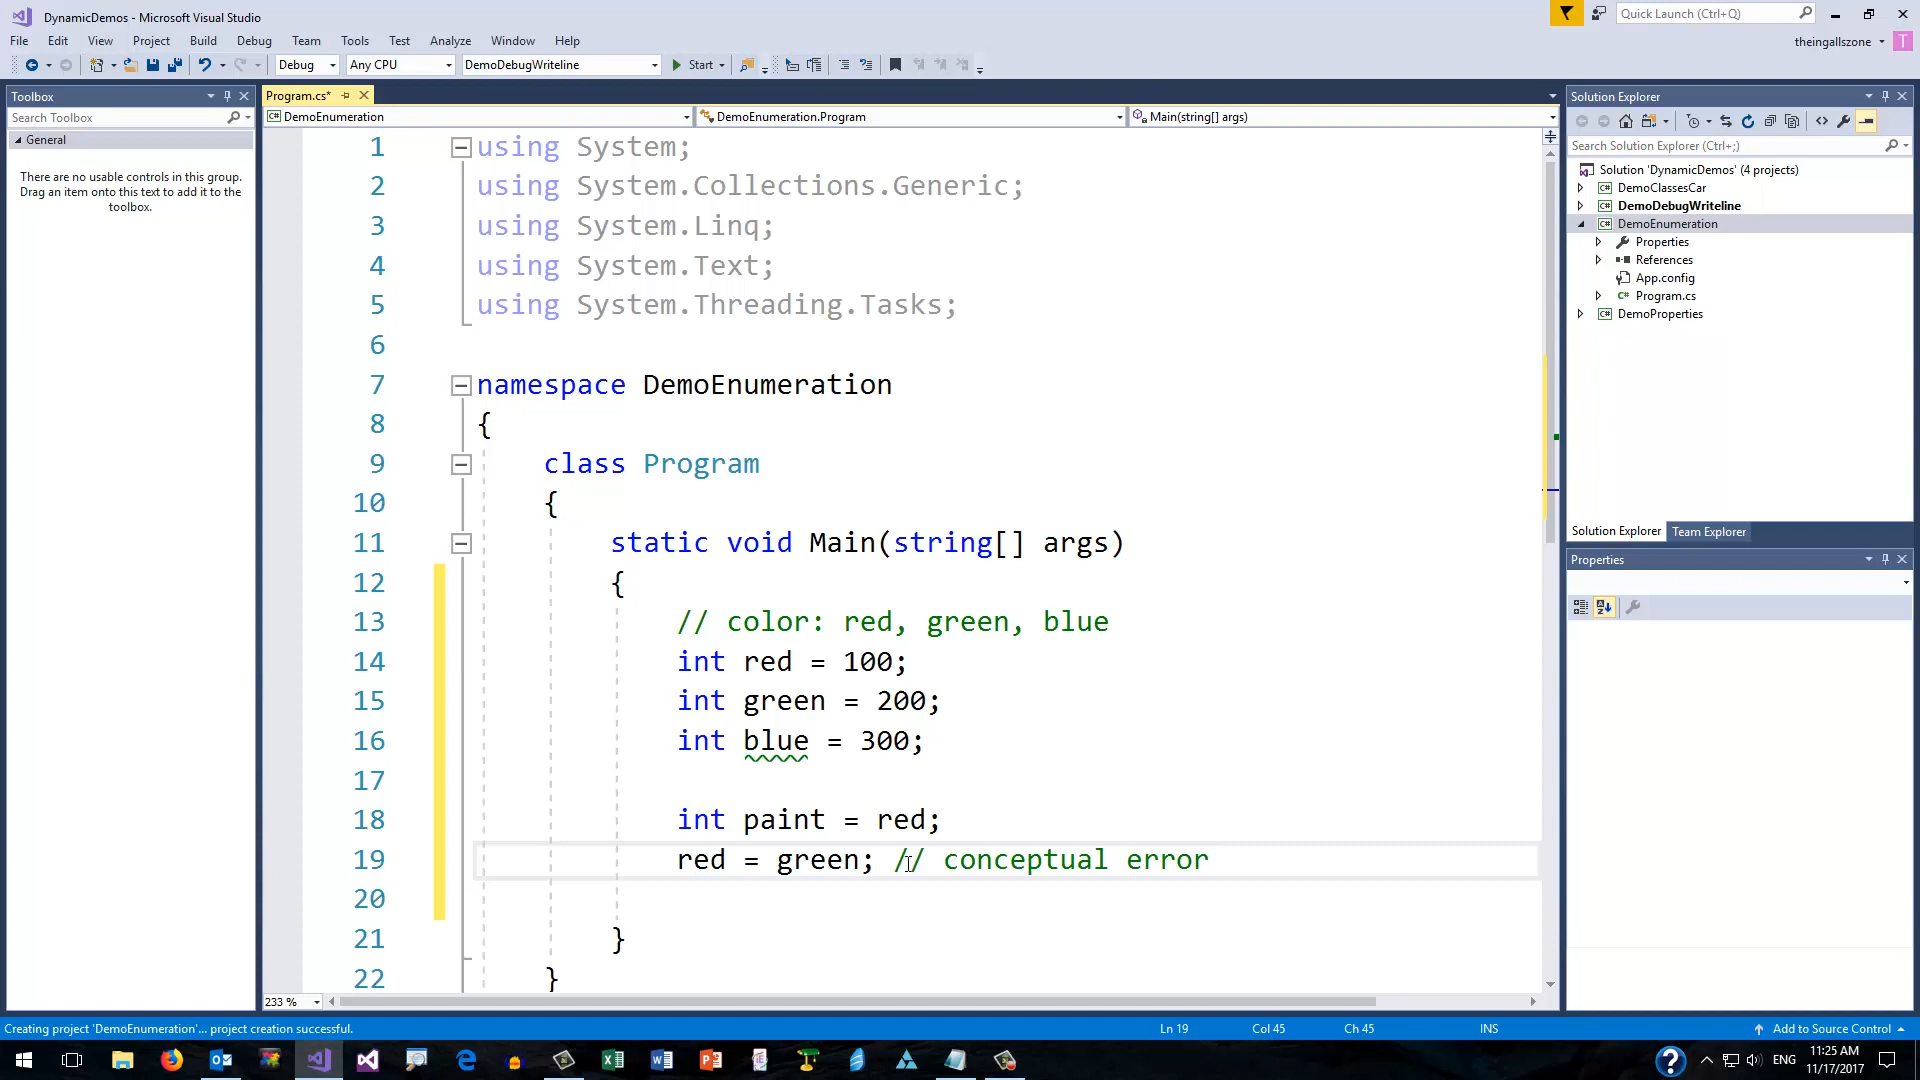 DynamicDemos - Microsoft Visual Studio
Quick Launch (Ctrl+Q)
File Edit View Project Build Debug Team Tools Test Analyze Window Help
theingallszone T
Debug Any CPU DemoDebugWriteline Start
Toolbox
Search Toolbox
General
There are no usable controls in this group.
Drag an item onto this text to add it to the
toolbox.
Program.cs*
DemoEnumeration DemoEnumeration.Program Main(string[] args)
1 using System;
2 using System.Collections.Generic;
3 using System.Linq;
4 using System.Text;
5 using System.Threading.Tasks;
6
7 namespace DemoEnumeration
8 {
9 class Program
10 {
11 static void Main(string[] args)
12 {
13 // color: red, green, blue
14 int red = 100;
15 int green = 200;
16 int blue = 300;
17
18 int paint = red;
19 red = green; // conceptual error
20
21 }
22 }
233 %
Solution Explorer
Search Solution Explorer (Ctrl+;)
Solution 'DynamicDemos' (4 projects)
DemoClassesCar
DemoDebugWriteline
DemoEnumeration
Properties
References
App.config
Program.cs
DemoProperties
Solution Explorer Team Explorer
Properties
Creating project 'DemoEnumeration'... project creation successful.
Ln 19 Col 45 Ch 45 INS
Add to Source Control
ENG
11:25 AM
11/17/2017